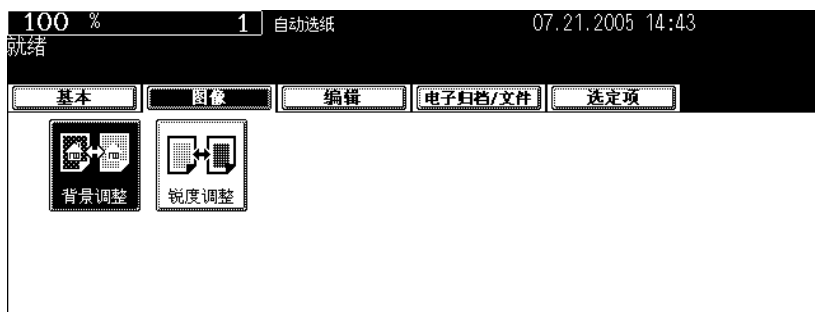 100 % 1 自动选纸 07.21.2005 14:43
就绪
基本 图像 编辑 电子归档/文件 选定项
背景调整 锐度调整